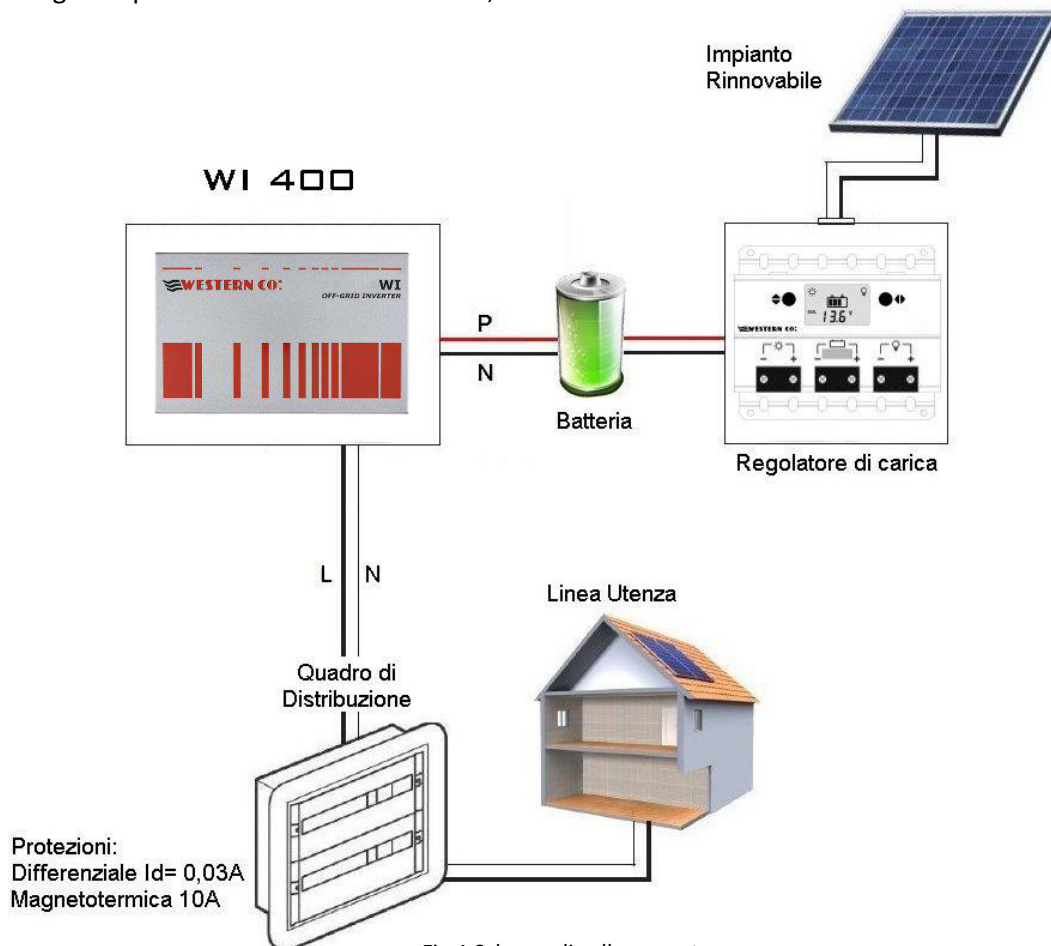 Impianto
Rinnovabile
WI 400
WESTERN CO:
WI
OFF-GRID INVERTER
P
N
Batteria
13.6 V
WESTERN CO:
- +
- +
- +
Regolatore di carica
L N
Linea Utenza
Quadro di
Distribuzione
Protezioni:
Differenziale Id= 0,03A
Magnetotermica 10A